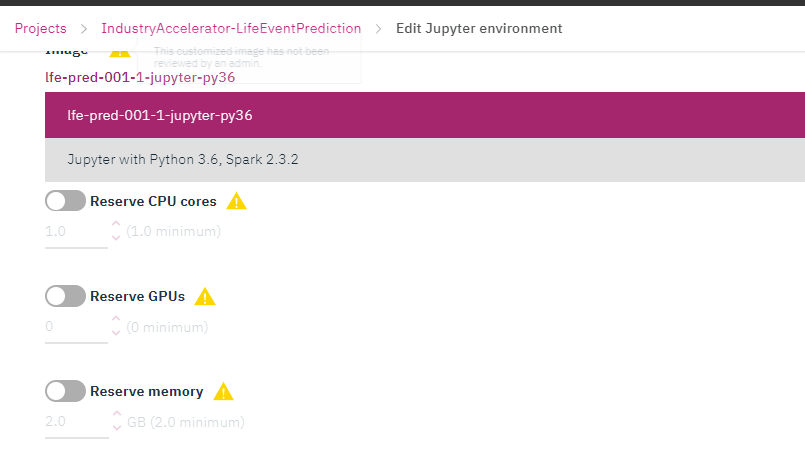 Projects > IndustryAccelerator-LifeEventPrediction > Edit Jupyter environment
Image
This customized image has not been
reviewed by an admin.
lfe-pred-001-1-jupyter-py36
lfe-pred-001-1-jupyter-py36
Jupyter with Python 3.6, Spark 2.3.2
Reserve CPU cores
1.0 (1.0 minimum)
Reserve GPUs
0 (0 minimum)
Reserve memory
2.0 GB (2.0 minimum)